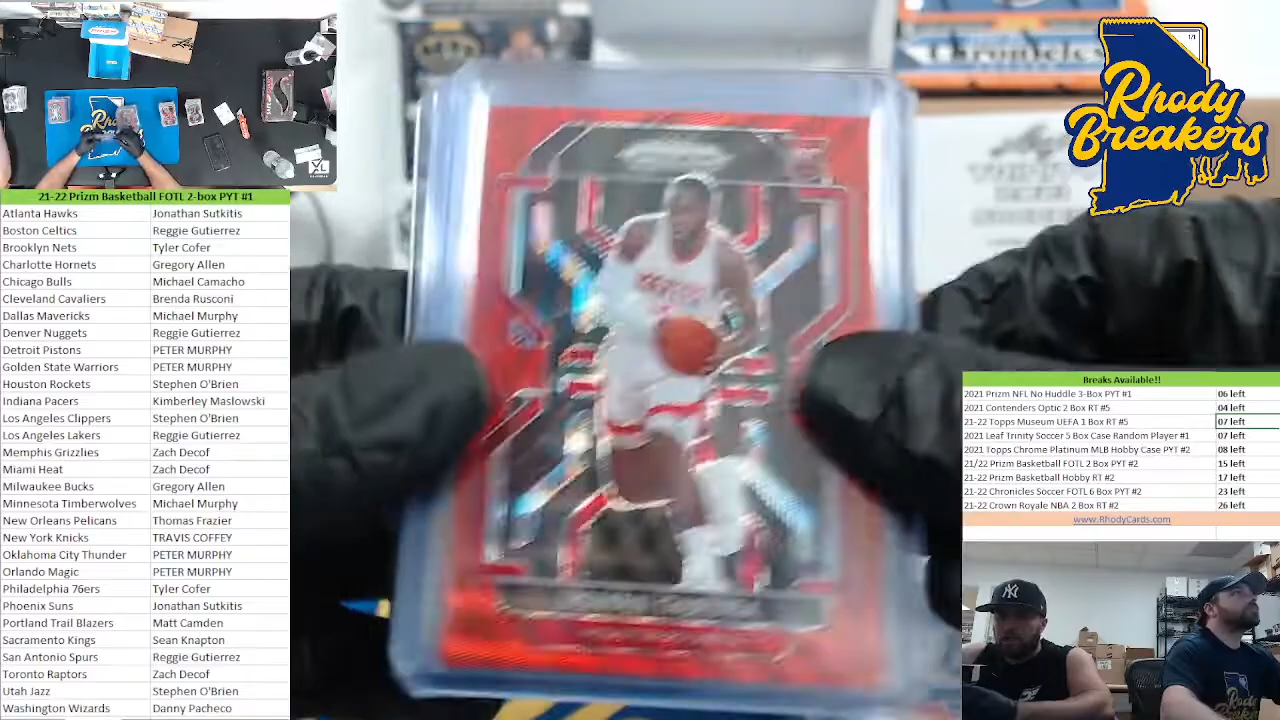 1/1
Rhody
Breakers
Chronicles
21-22 Prizm Basketball FOTL 2-box PYT #1
Atlanta Hawks Jonathan Sutkitis
Boston Celtics Reggie Gutierrez
Brooklyn Nets Tyler Cofer
Charlotte Hornets Gregory Allen
Chicago Bulls Michael Camacho
Cleveland Cavaliers Brenda Rusconi
Dallas Mavericks Michael Murphy
Denver Nuggets Reggie Gutierrez
Detroit Pistons PETER MURPHY
Golden State Warriors PETER MURPHY
Houston Rockets Stephen O'Brien
Indiana Pacers Kimberley Maslowski
Los Angeles Clippers Stephen O'Brien
Los Angeles Lakers Reggie Gutierrez
Memphis Grizzlies Zach Decof
Miami Heat Zach Decof
Milwaukee Bucks Gregory Allen
Minnesota Timberwolves Michael Murphy
New Orleans Pelicans Thomas Frazier
New York Knicks TRAVIS COFFEY
Oklahoma City Thunder PETER MURPHY
Orlando Magic PETER MURPHY
Philadelphia 76ers Tyler Cofer
Phoenix Suns Jonathan Sutkitis
Portland Trail Blazers Matt Camden
Sacramento Kings Sean Knapton
San Antonio Spurs Reggie Gutierrez
Toronto Raptors Zach Decof
Utah Jazz Stephen O'Brien
Washington Wizards Danny Pacheco
Breaks Available!!
2021 Prizm NFL No Huddle 3-Box PYT #1 06 left
2021 Contenders Optic 2 Box RT #5 04 left
21-22 Topps Museum UEFA 1 Box RT #5 07 left
2021 Leaf Trinity Soccer 5 Box Case Random Player #1 07 left
2021 Topps Chrome Platinum MLB Hobby Case PYT #2 08 left
21/22 Prizm Basketball FOTL 2 Box PYT #2 15 left
21-22 Prizm Basketball Hobby RT #2 17 left
21-22 Chronicles Soccer FOTL 6 Box PYT #2 23 left
21-22 Crown Royale NBA 2 Box RT #2 26 left
www.RhodyCards.com